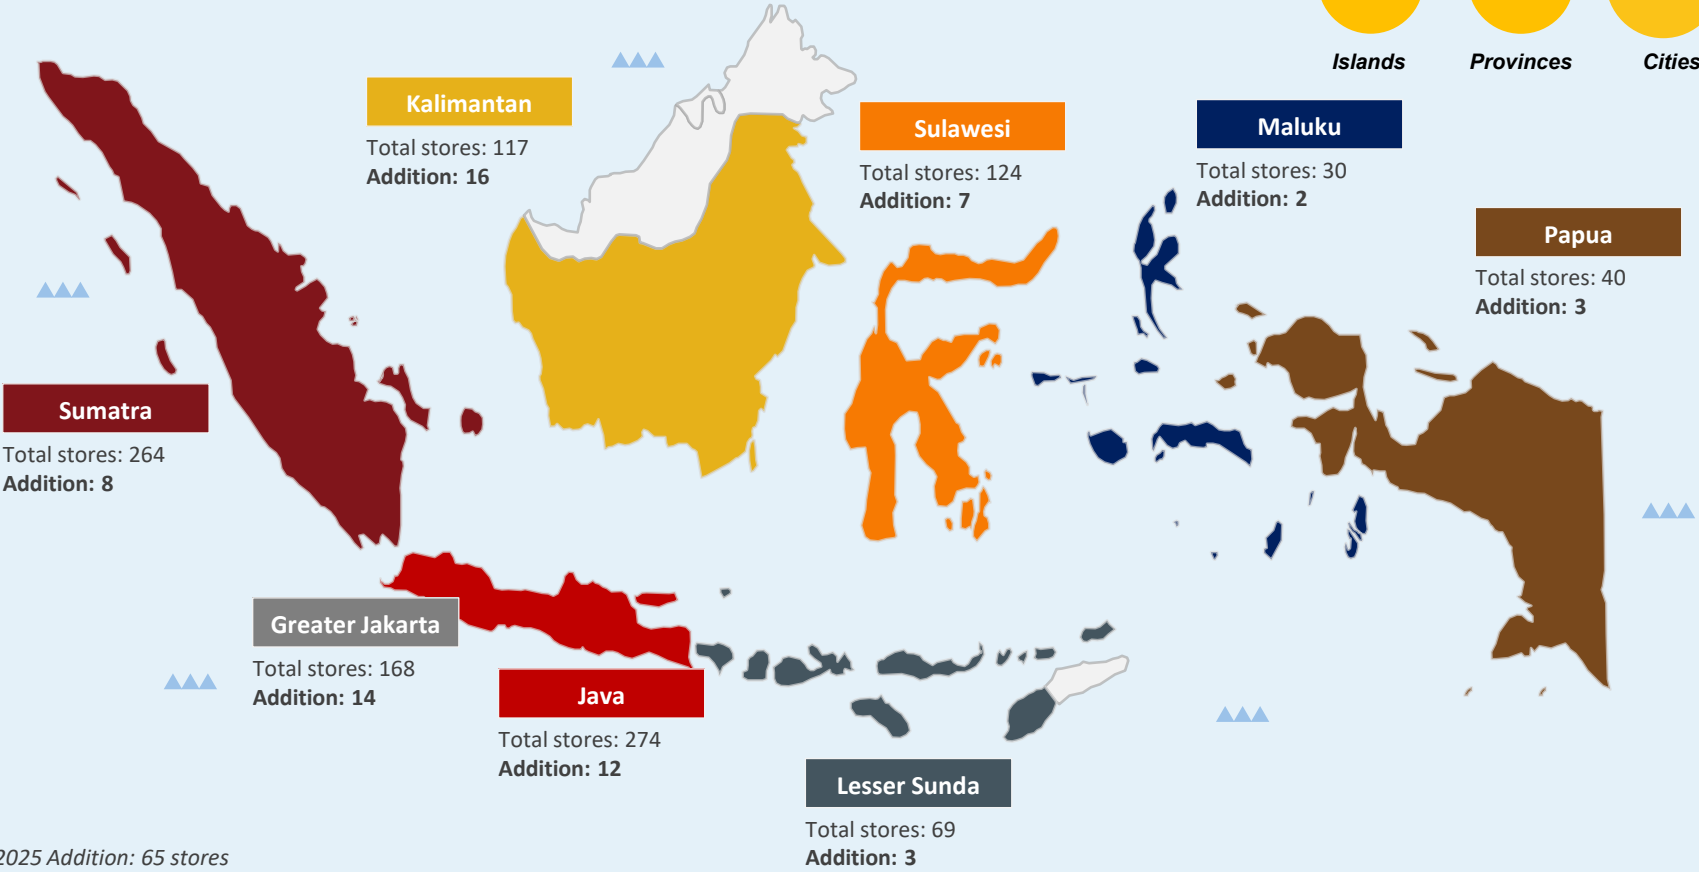 Islands
Provinces
Cities
Kalimantan
Total stores: 117
Addition: 16
Sulawesi
Total stores: 124
Addition: 7
Maluku
Total stores: 30
Addition: 2
Papua
Total stores: 40
Addition: 3
Sumatra
Total stores: 264
Addition: 8
Greater Jakarta
Total stores: 168
Addition: 14
Java
Total stores: 274
Addition: 12
Lesser Sunda
Total stores: 69
Addition: 3
2025 Addition: 65 stores